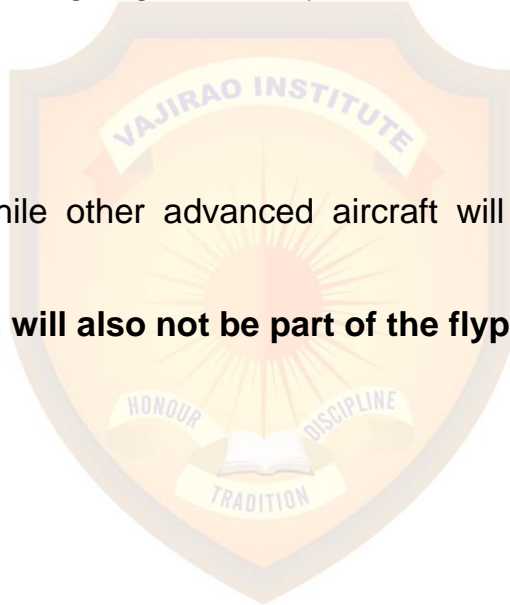 VAJIRAO INSTITUTE
hile other advanced aircraft will
will also not be part of the flyp
HONOUR
DISCIPLINE
TRADITION